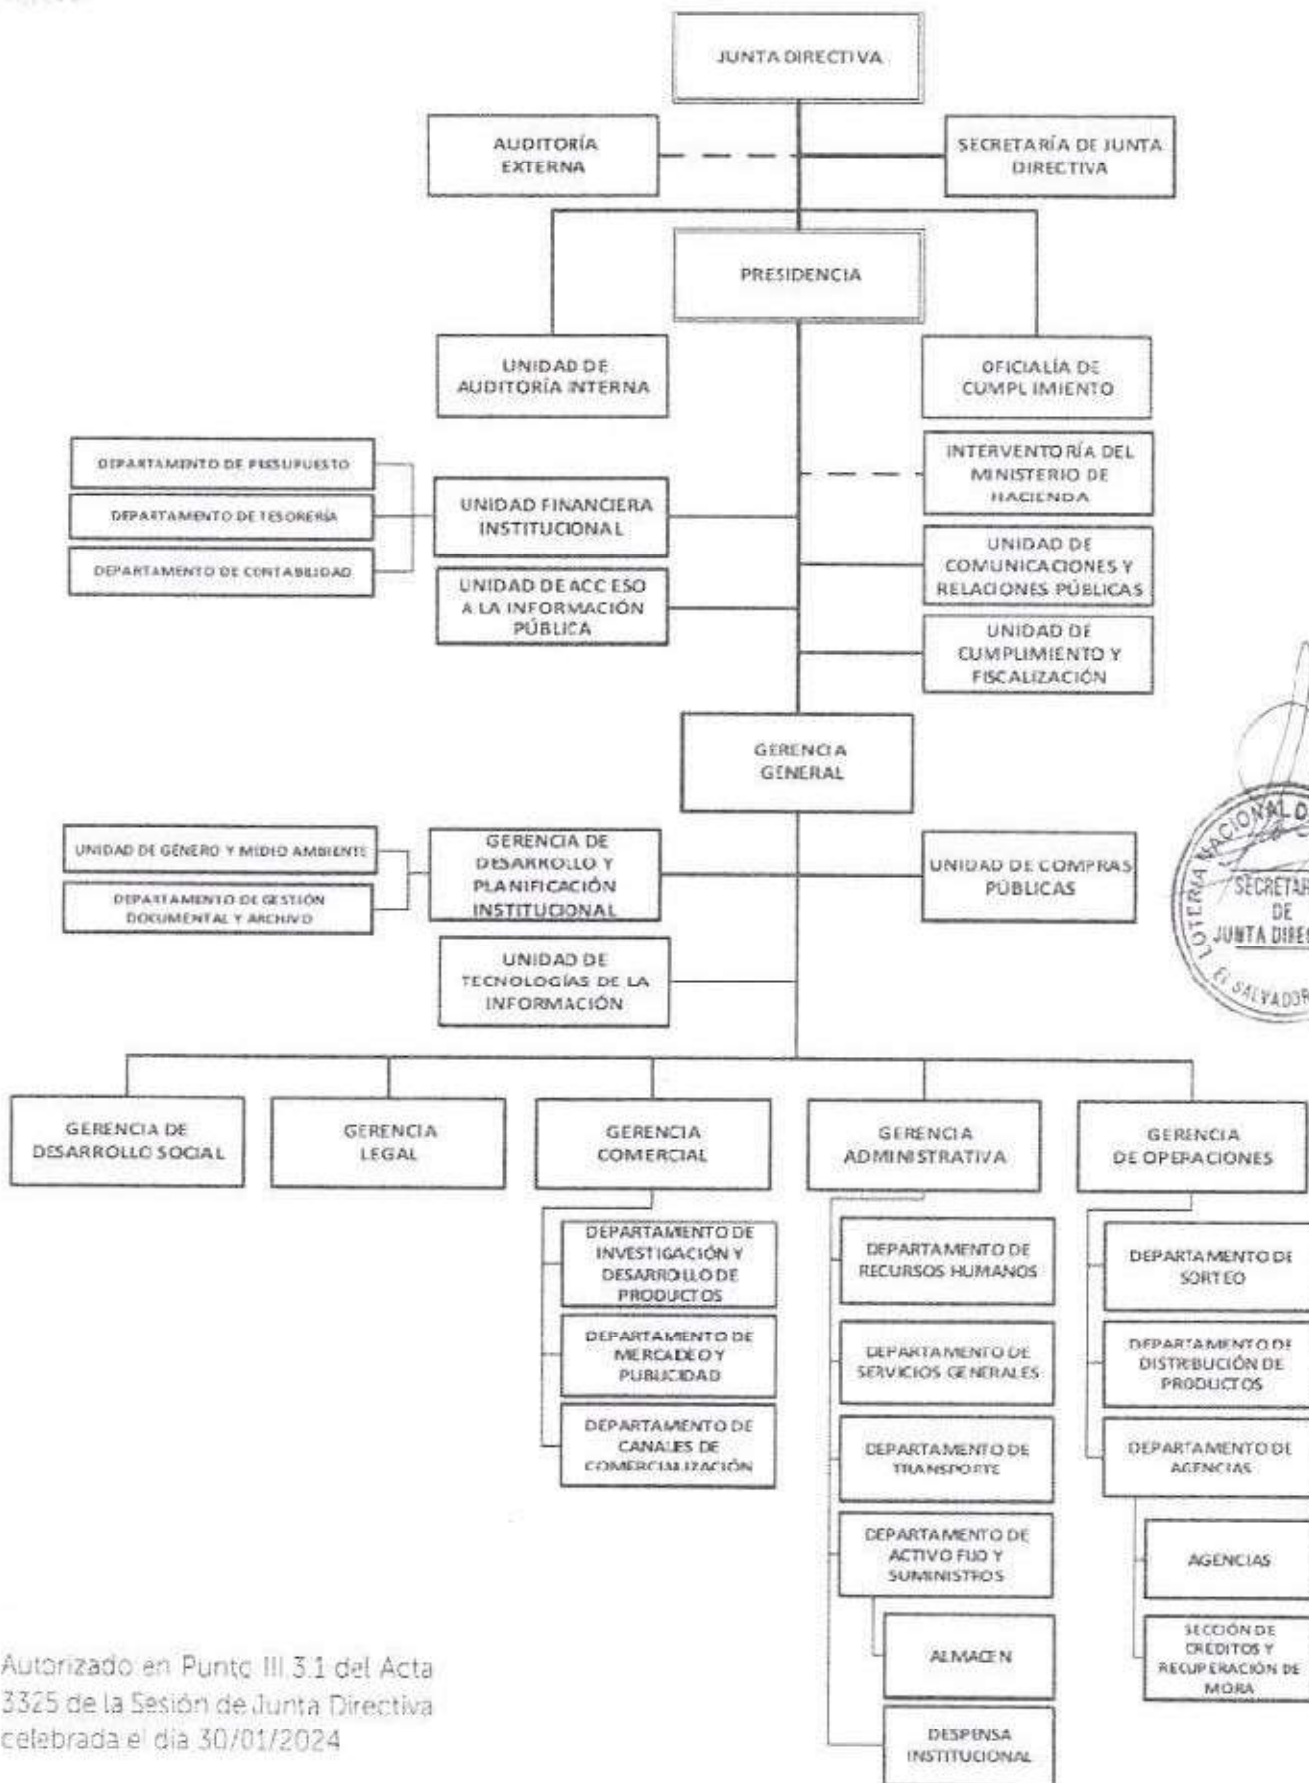 JUNTA DIRECTIVA
AUDITORÍA
EXTERNA
SECRETARÍA DE JUNTA
DIRECTIVA
PRESIDENCIA
UNIDAD DE
AUDITORÍA INTERNA
OFICIALÍA DE
CUMPLIMIENTO
DEPARTAMENTO DE PRESUPUESTO
DEPARTAMENTO DE TESORERÍA
DEPARTAMENTO DE CONTABILIDAD
UNIDAD FINANCIERA
INSTITUCIONAL
INTERVENTORÍA DEL
MINISTERIO DE
HACIENDA
UNIDAD DE ACCESO
A LA INFORMACIÓN
PÚBLICA
UNIDAD DE
COMUNICACIONES Y
RELACIONES PÚBLICAS
UNIDAD DE
CUMPLIMIENTO Y
FISCALIZACIÓN
GERENCIA
GENERAL
UNIDAD DE GÉNERO Y MEDIO AMBIENTE
DEPARTAMENTO DE GESTIÓN
DOCUMENTAL Y ARCHIVO
GERENCIA DE
DESARROLLO Y
PLANIFICACIÓN
INSTITUCIONAL
UNIDAD DE COMPRAS
PÚBLICAS
LOTERIA NACIONAL D
SECRETAR
DE
JUNTA DIREC
EL SALVADOR
UNIDAD DE
TECNOLOGÍAS DE LA
INFORMACIÓN
GERENCIA DE
DESARROLLO SOCIAL
GERENCIA
LEGAL
GERENCIA
COMERCIAL
GERENCIA
ADMINISTRATIVA
GERENCIA
DE OPERACIONES
DEPARTAMENTO DE
INVESTIGACIÓN Y
DESARROLLO DE
PRODUCTOS
DEPARTAMENTO DE
MERCADEO Y
PUBLICIDAD
DEPARTAMENTO DE
CANALES DE
COMERCIALIZACIÓN
DEPARTAMENTO DE
RECURSOS HUMANOS
DEPARTAMENTO DE
SERVICIOS GENERALES
DEPARTAMENTO DE
TRANSPORTE
DEPARTAMENTO DE
ACTIVO FIJO Y
SUMINISTROS
ALMACEN
DESPENSA
INSTITUCIONAL
DEPARTAMENTO DE
SORTEO
DEPARTAMENTO DE
DISTRIBUCIÓN DE
PRODUCTOS
DEPARTAMENTO DE
AGENCIAS
AGENCIAS
SECCIÓN DE
CRÉDITOS Y
RECUPERACIÓN DE
MORA
Autorizado en Punto III 3.1 del Acta
3325 de la Sesión de Junta Directiva
celebrada el día 30/01/2024